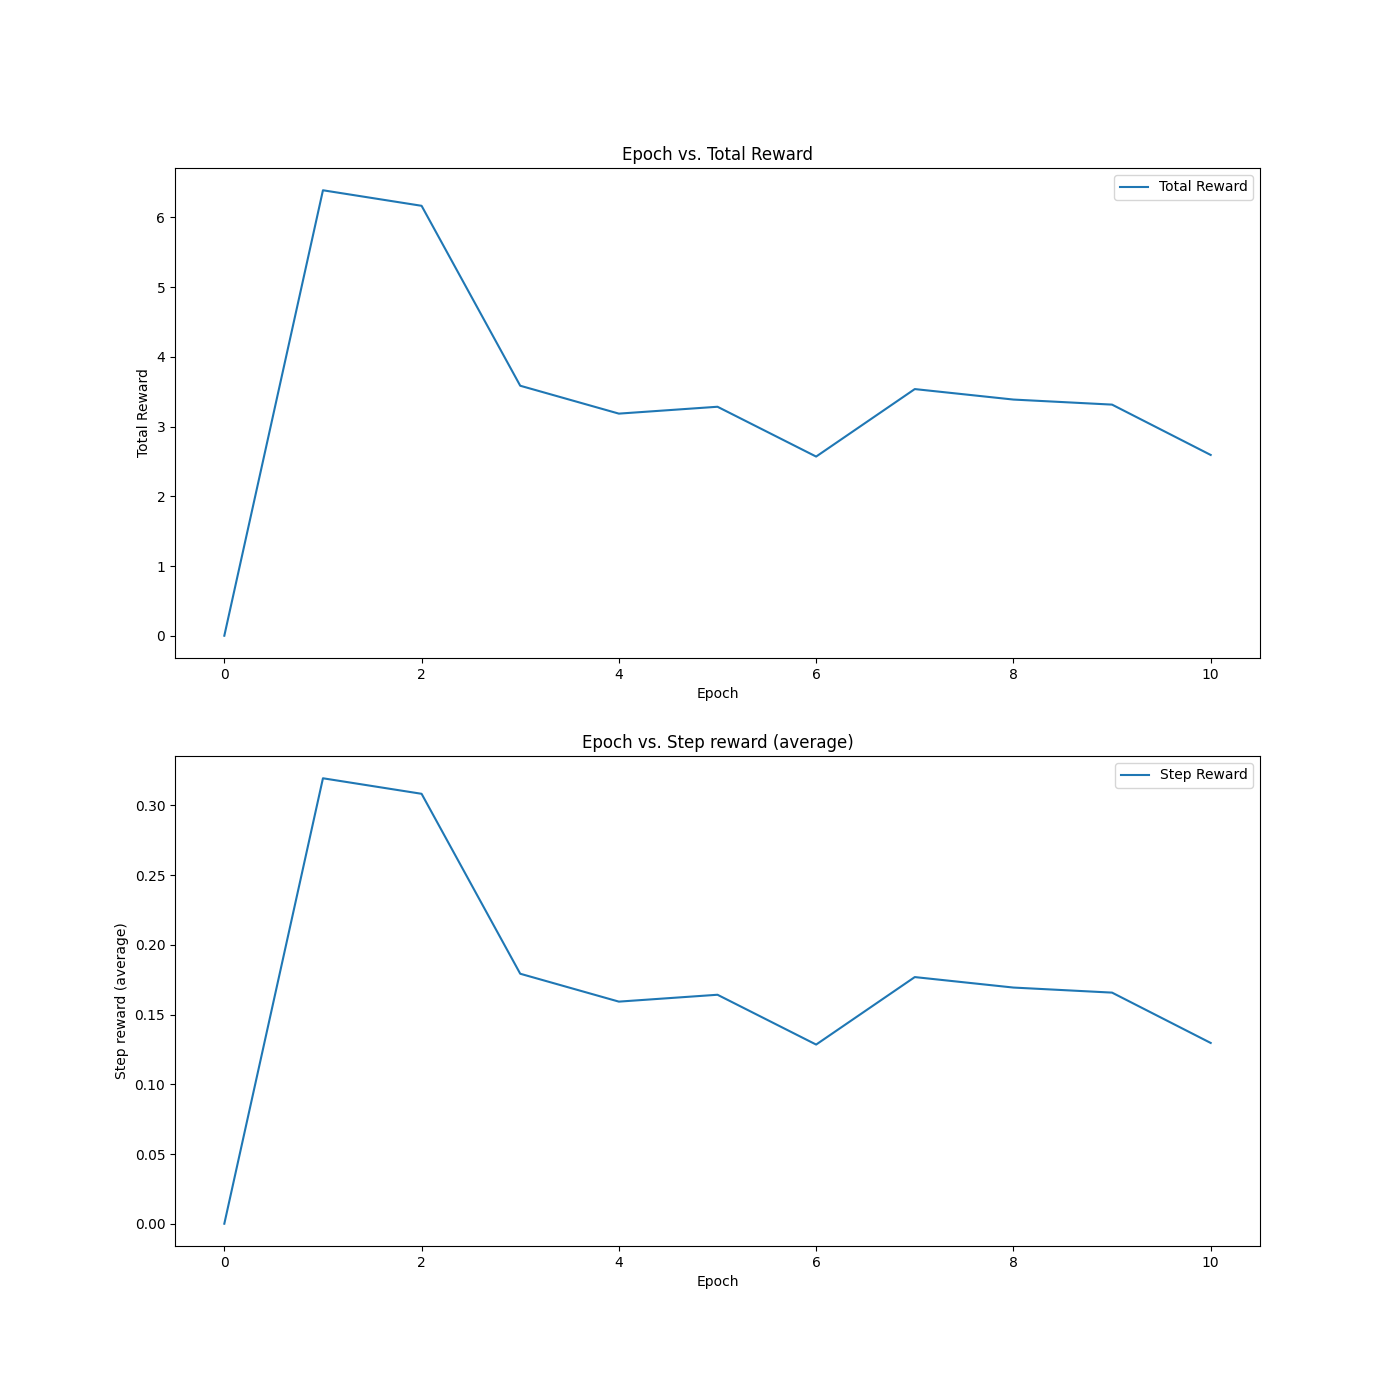 Epoch vs. Total Reward
Total Reward
6
5
4
3
2
1
0
Total Reward
0 2 4 6 8 10
Epoch
Epoch vs. Step reward (average)
Step Reward
0.30
0.25
0.20
0.15
0.10
0.05
0.00
Step reward (average)
0 2 4 6 8 10
Epoch